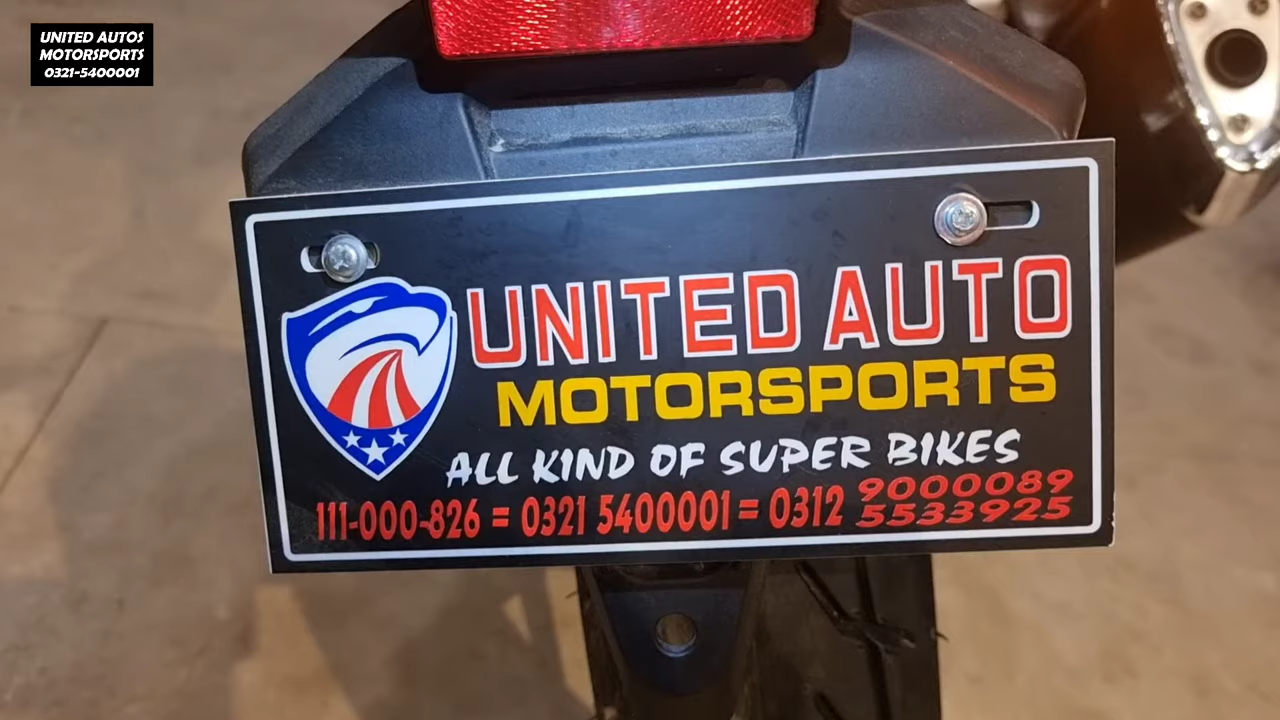 UNITED AUTOS
MOTORSPORTS
0321-5400001
UNITED AUTO
MOTORSPORTS
ALL KIND OF SUPER BIKES
111-000-826 = 0321 5400001 = 0312 9000089
5533925